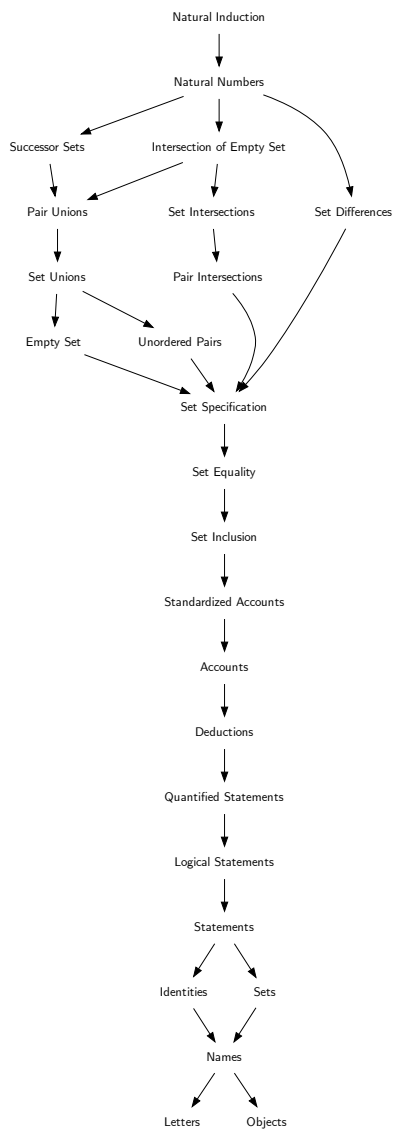 Natural Induction
Natural Numbers
Successor Sets
Intersection of Empty Set
Pair Unions
Set Intersections
Set Differences
Set Unions
Pair Intersections
Empty Set
Unordered Pairs
Set Specification
Set Equality
Set Inclusion
Standardized Accounts
Accounts
Deductions
Quantified Statements
Logical Statements
Statements
Identities
Sets
Names
Letters
Objects